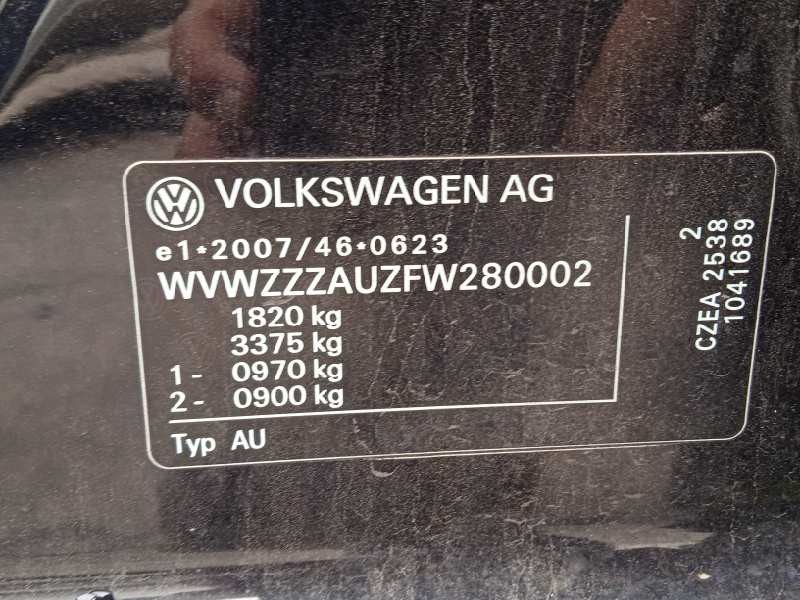 VOLKSWAGEN AG
e1*2007/46*0623
WVWZZZAUZFW280002
1820 kg
3375 kg
1- 0970 kg
2- 0900 kg
Typ AU
2
CZEA 2538
1041689